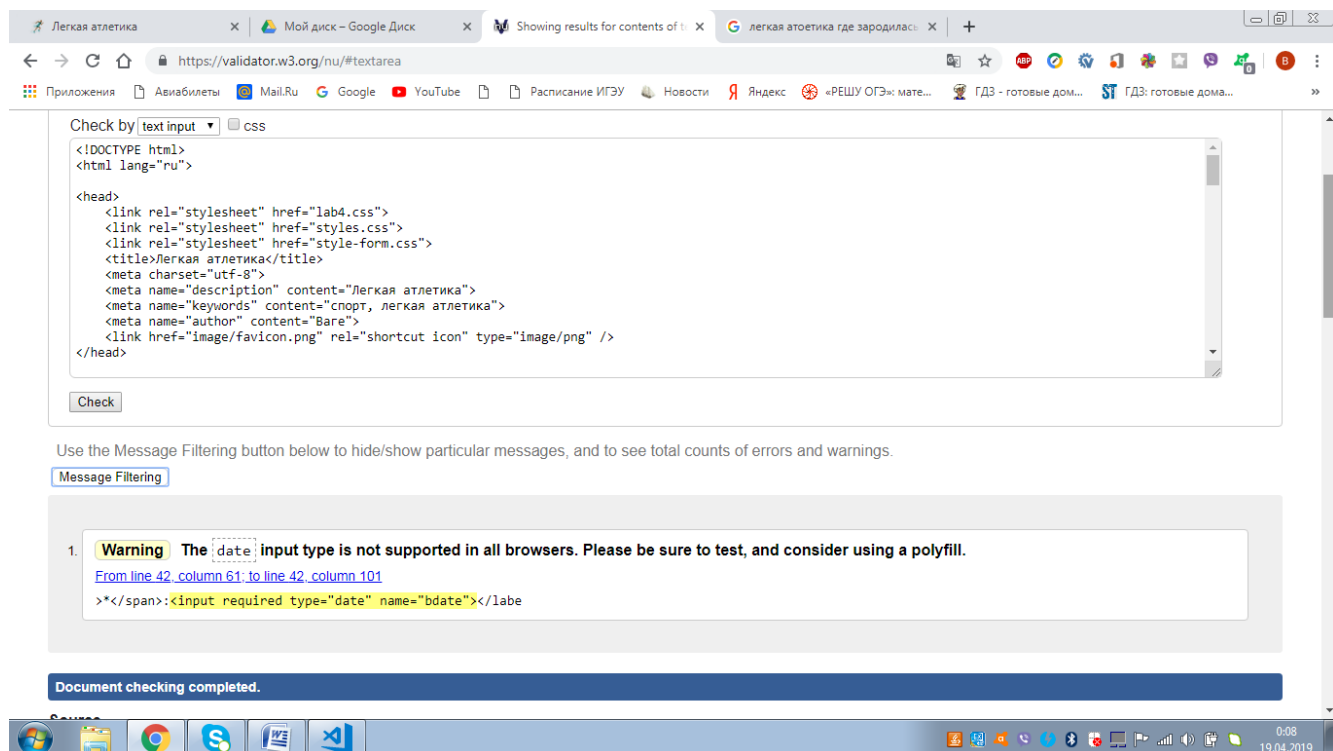 Легкая атлетика
Мой диск – Google Диск
Showing results for contents of t
легкая атоетика где зародилась
https://validator.w3.org/nu/#textarea
Приложения Авиабилеты Mail.Ru Google YouTube Расписание ИГЭУ Новости Яндекс «РЕШУ ОГЭ»: мате... ГДЗ - готовые дом... ГДЗ: готовые дома... »
Check by text input css
<!DOCTYPE html>
<html lang="ru">
<head>
<link rel="stylesheet" href="lab4.css">
<link rel="stylesheet" href="styles.css">
<link rel="stylesheet" href="style-form.css">
<title>Легкая атлетика</title>
<meta charset="utf-8">
<meta name="description" content="Легкая атлетика">
<meta name="keywords" content="спорт, легкая атлетика">
<meta name="author" content="Bare">
<link href="image/favicon.png" rel="shortcut icon" type="image/png" />
</head>
Check
Use the Message Filtering button below to hide/show particular messages, and to see total counts of errors and warnings.
Message Filtering
1. Warning The date input type is not supported in all browsers. Please be sure to test, and consider using a polyfill.
From line 42, column 61; to line 42, column 101
>*</span>:<input required type="date" name="bdate"></labe
Document checking completed.
0:08
19.04.2019